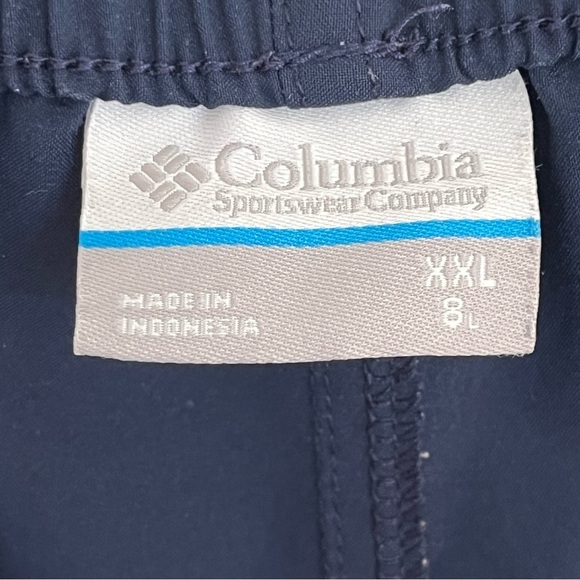 Columbia
Sportswear Company
XXL
8L
MADE IN
INDONESIA